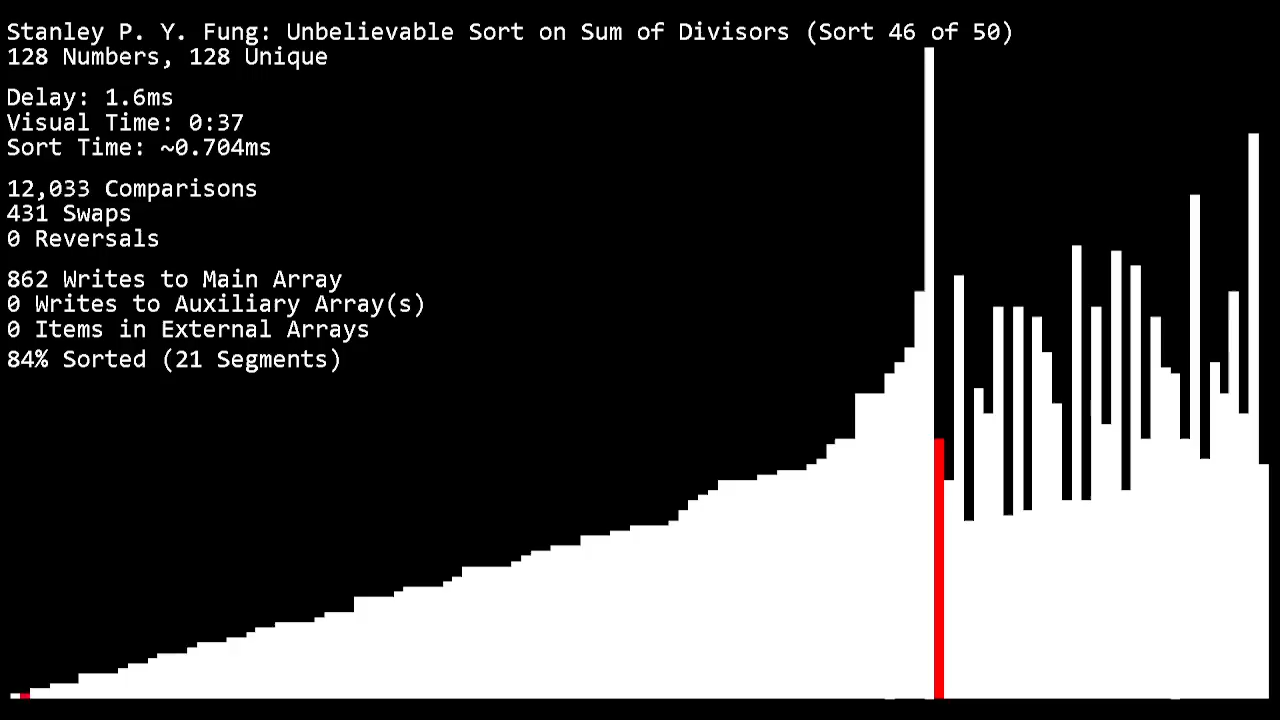 Stanley P. Y. Fung: Unbelievable Sort on Sum of Divisors (Sort 46 of 50)
128 Numbers, 128 Unique
Delay: 1.6ms
Visual Time: 0:37
Sort Time: ~0.704ms
12,033 Comparisons
431 Swaps
0 Reversals
862 Writes to Main Array
0 Writes to Auxiliary Array(s)
0 Items in External Arrays
84% Sorted (21 Segments)